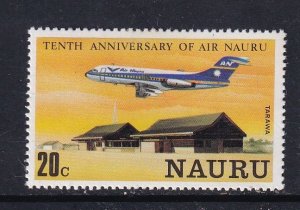 TENTH ANNIVERSARY OF AIR NAURU
AN
Air Nauru
TARAWA
20c
NAURU